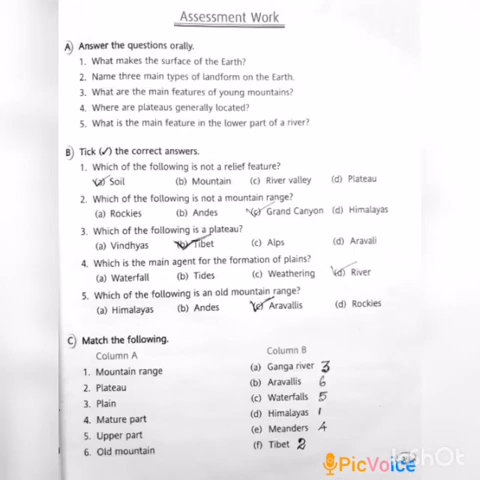 Assessment Work
A) Answer the questions orally.
1. What makes the surface of the Earth?
2. Name three main types of landform on the Earth.
3. What are the main features of young mountains?
4. Where are plateaus generally located?
5. What is the main feature in the lower part of a river?
B) Tick (✓) the correct answers.
1. Which of the following is not a relief feature?
(a) Soil (b) Mountain (c) River valley (d) Plateau
2. Which of the following is not a mountain range?
(a) Rockies (b) Andes (c) Grand Canyon (d) Himalayas
3. Which of the following is a plateau?
(a) Vindhyas (b) Tibet (c) Alps (d) Aravali
4. Which is the main agent for the formation of plains?
(a) Waterfall (b) Tides (c) Weathering (d) River
5. Which of the following is an old mountain range?
(a) Himalayas (b) Andes (c) Aravallis (d) Rockies
C) Match the following.
Column A Column B
1. Mountain range (a) Ganga river 3
2. Plateau (b) Aravallis 6
3. Plain (c) Waterfalls 5
4. Mature part (d) Himalayas 1
5. Upper part (e) Meanders 4
6. Old mountain (f) Tibet 2
PicVoice